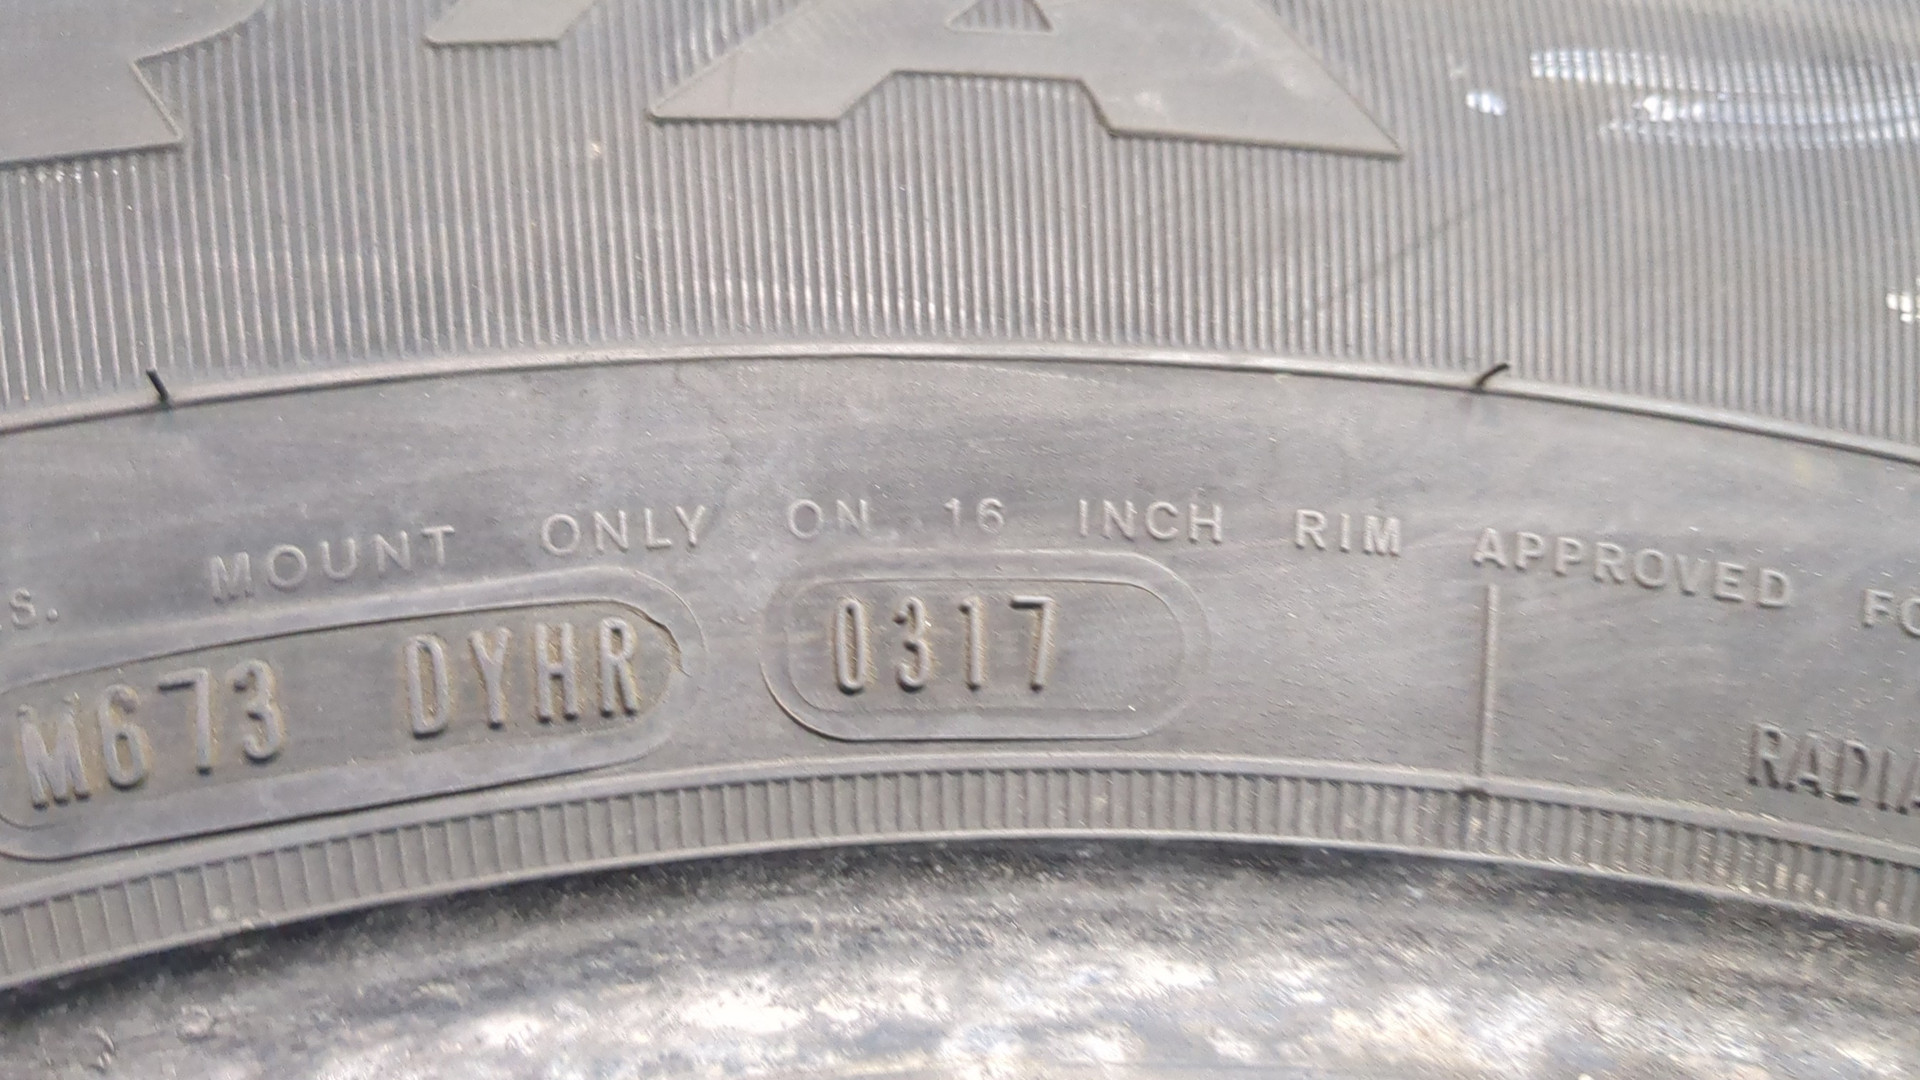 A
S. MOUNT ONLY ON 16 INCH RIM APPROVED
M673 DYHR 0317